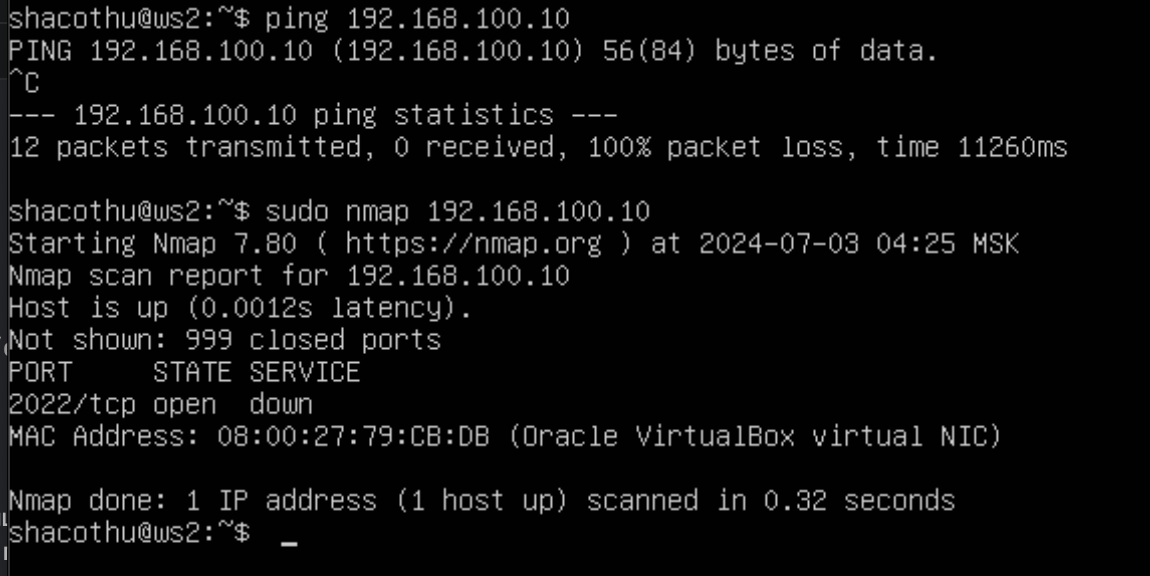 shacothu@ws2:~$ ping 192.168.100.10
PING 192.168.100.10 (192.168.100.10) 56(84) bytes of data.
^C
--- 192.168.100.10 ping statistics ---
12 packets transmitted, 0 received, 100% packet loss, time 11260ms

shacothu@ws2:~$ sudo nmap 192.168.100.10
Starting Nmap 7.80 ( https://nmap.org ) at 2024-07-03 04:25 MSK
Nmap scan report for 192.168.100.10
Host is up (0.0012s latency).
Not shown: 999 closed ports
PORT     STATE SERVICE
2022/tcp open  down
MAC Address: 08:00:27:79:CB:DB (Oracle VirtualBox virtual NIC)

Nmap done: 1 IP address (1 host up) scanned in 0.32 seconds
shacothu@ws2:~$  _